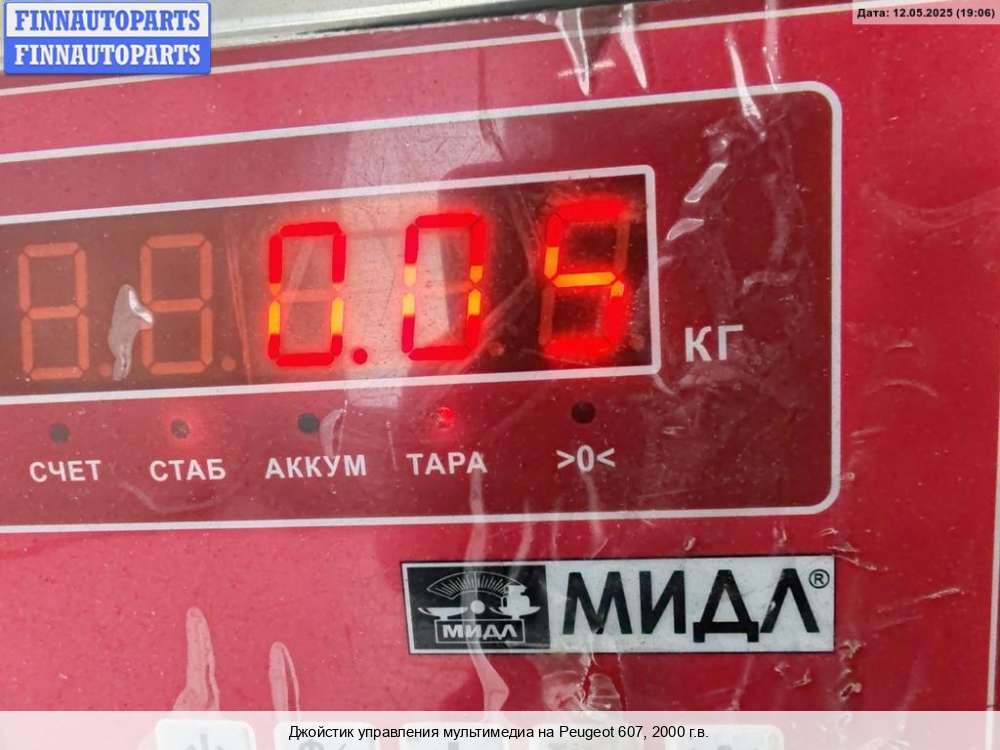 FINNAUTOPARTS
FINNAUTOPARTS
Дата: 12.05.2025 (19:06)
0.05
КГ
СЧЕТ СТАБ АККУМ ТАРА >0<
МИДЛ
МИДЛ®
Джойстик управления мультимедиа на Peugeot 607, 2000 г.в.